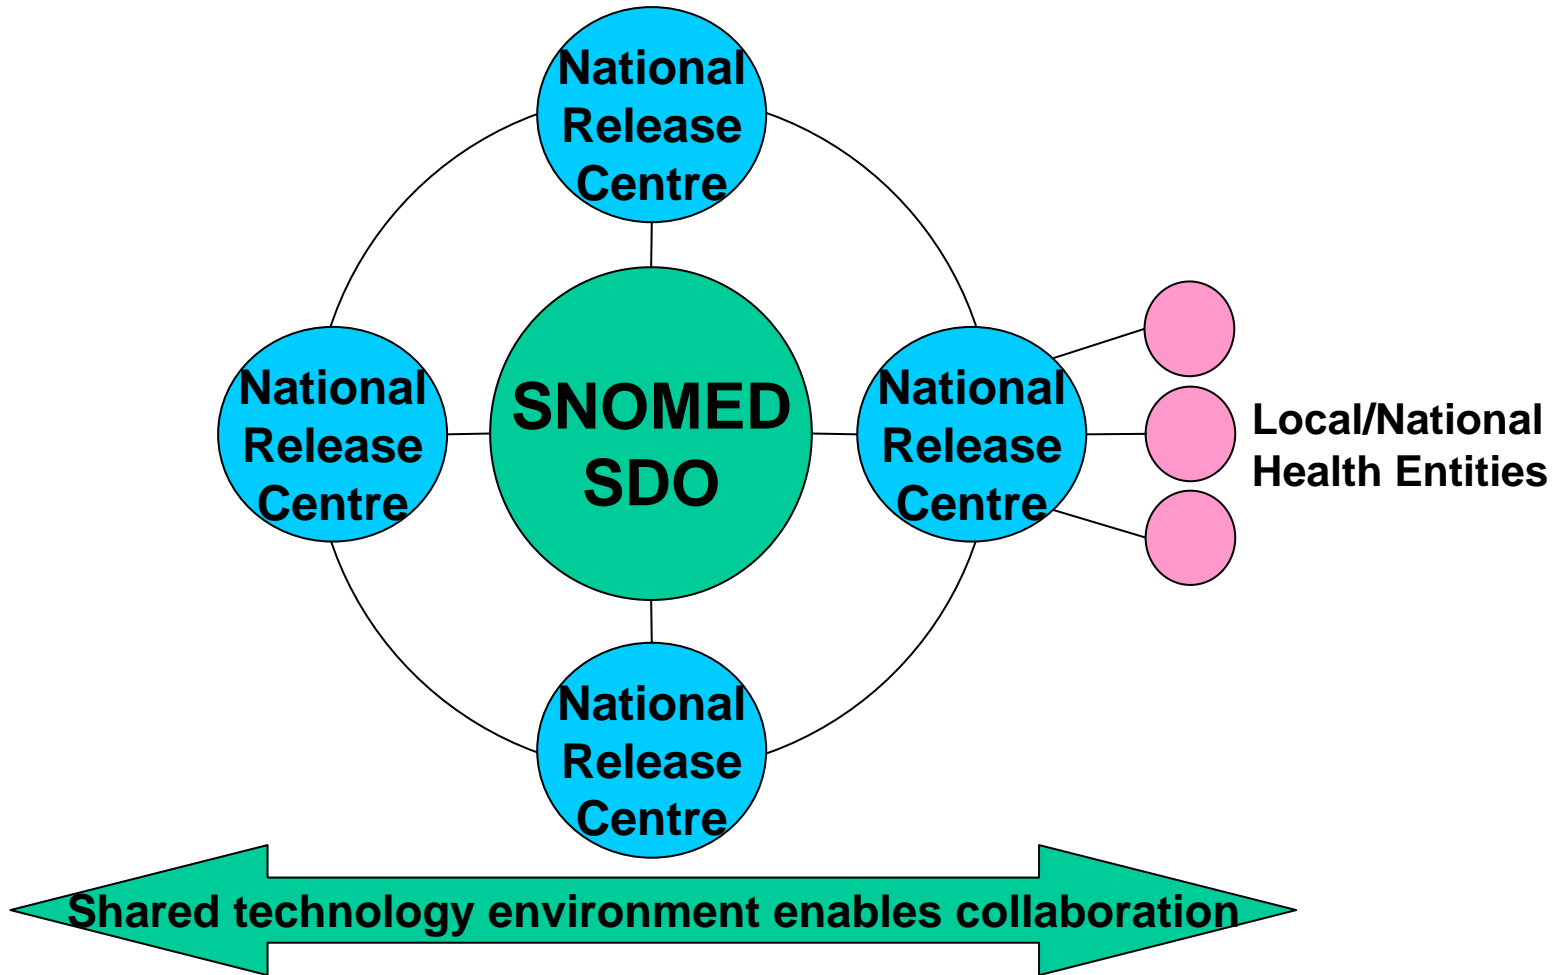 National
Release
Centre
National
Release
Centre
SNOMED
SDO
National
Release
Centre
Local/National
Health Entities
National
Release
Centre
Shared technology environment enables collaboration